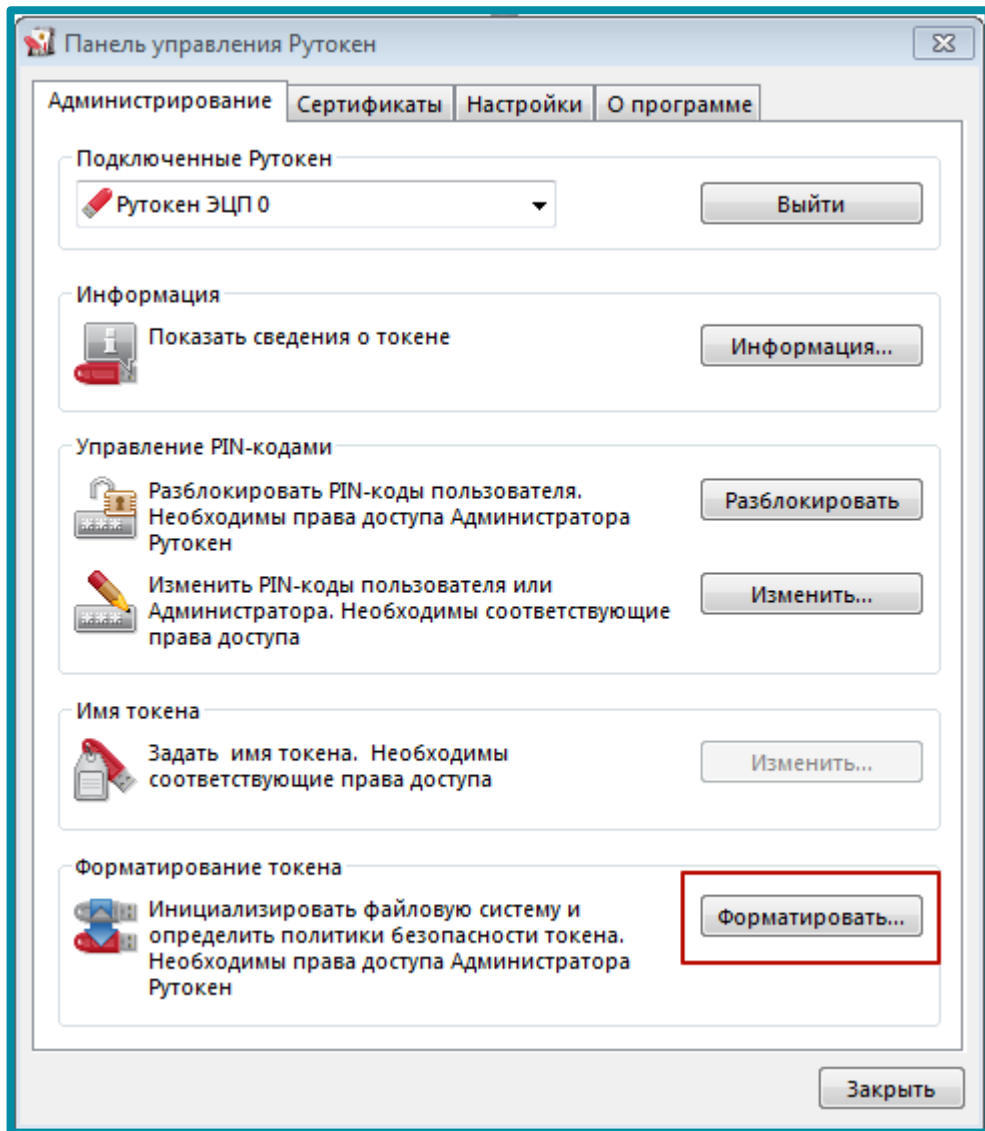 Панель управления Рутокен
Администрирование Сертификаты Настройки О программе
Подключенные Рутокен
Рутокен ЭЦП 0
Выйти
Информация
Показать сведения о токене
Информация...
Управление PIN-кодами
Разблокировать PIN-коды пользователя.
Необходимы права доступа Администратора
Рутокен
Разблокировать
Изменить PIN-коды пользователя или
Администратора. Необходимы соответствующие
права доступа
Изменить...
Имя токена
Задать имя токена. Необходимы
соответствующие права доступа
Изменить...
Форматирование токена
Инициализировать файловую систему и
определить политики безопасности токена.
Необходимы права доступа Администратора
Рутокен
Форматировать...
Закрыть